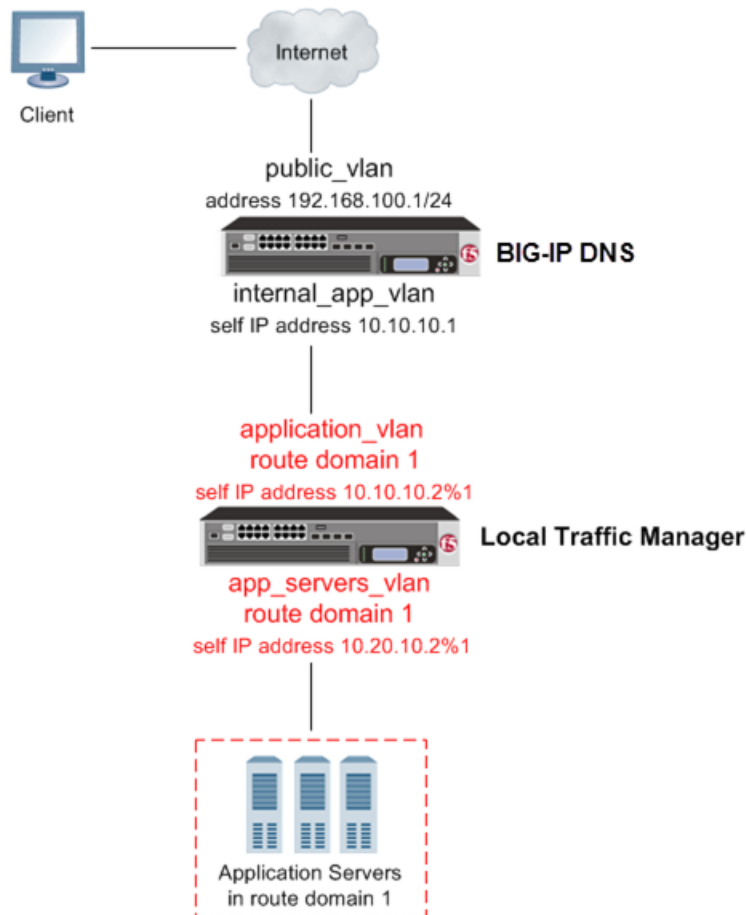 Internet
Client
public_vlan
address 192.168.100.1/24
f5
BIG-IP DNS
internal_app_vlan
self IP address 10.10.10.1
application_vlan
route domain 1
self IP address 10.10.10.2%1
f5
Local Traffic Manager
app_servers_vlan
route domain 1
self IP address 10.20.10.2%1
Application Servers
in route domain 1